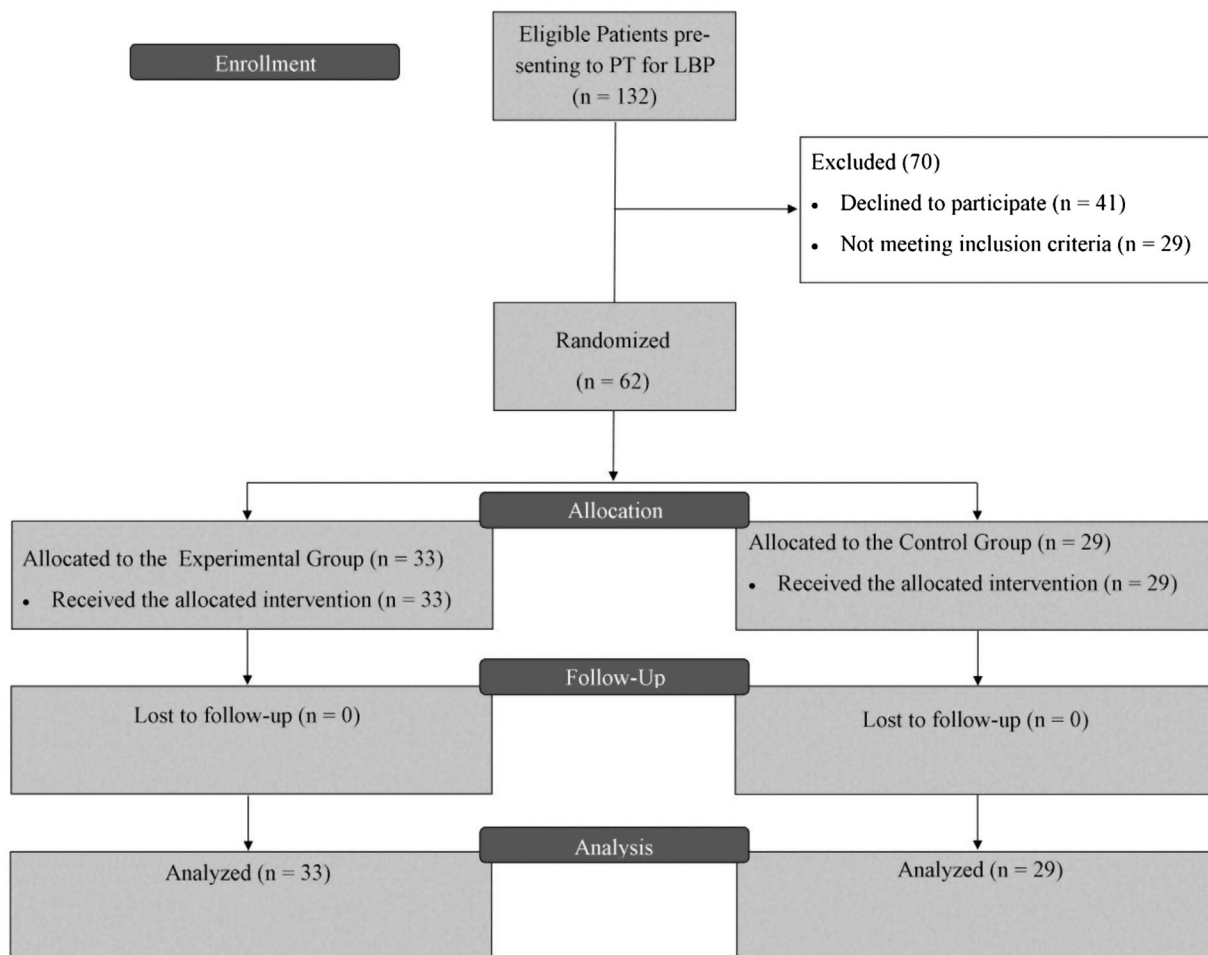 Enrollment
Eligible Patients pre-
senting to PT for LBP
(n = 132)
Excluded (70)
• Declined to participate (n = 41)
• Not meeting inclusion criteria (n = 29)
Randomized
(n = 62)
Allocation
Allocated to the Experimental Group (n = 33)
• Received the allocated intervention (n = 33)
Allocated to the Control Group (n = 29)
• Received the allocated intervention (n = 29)
Follow-Up
Lost to follow-up (n = 0)
Lost to follow-up (n = 0)
Analysis
Analyzed (n = 33)
Analyzed (n = 29)